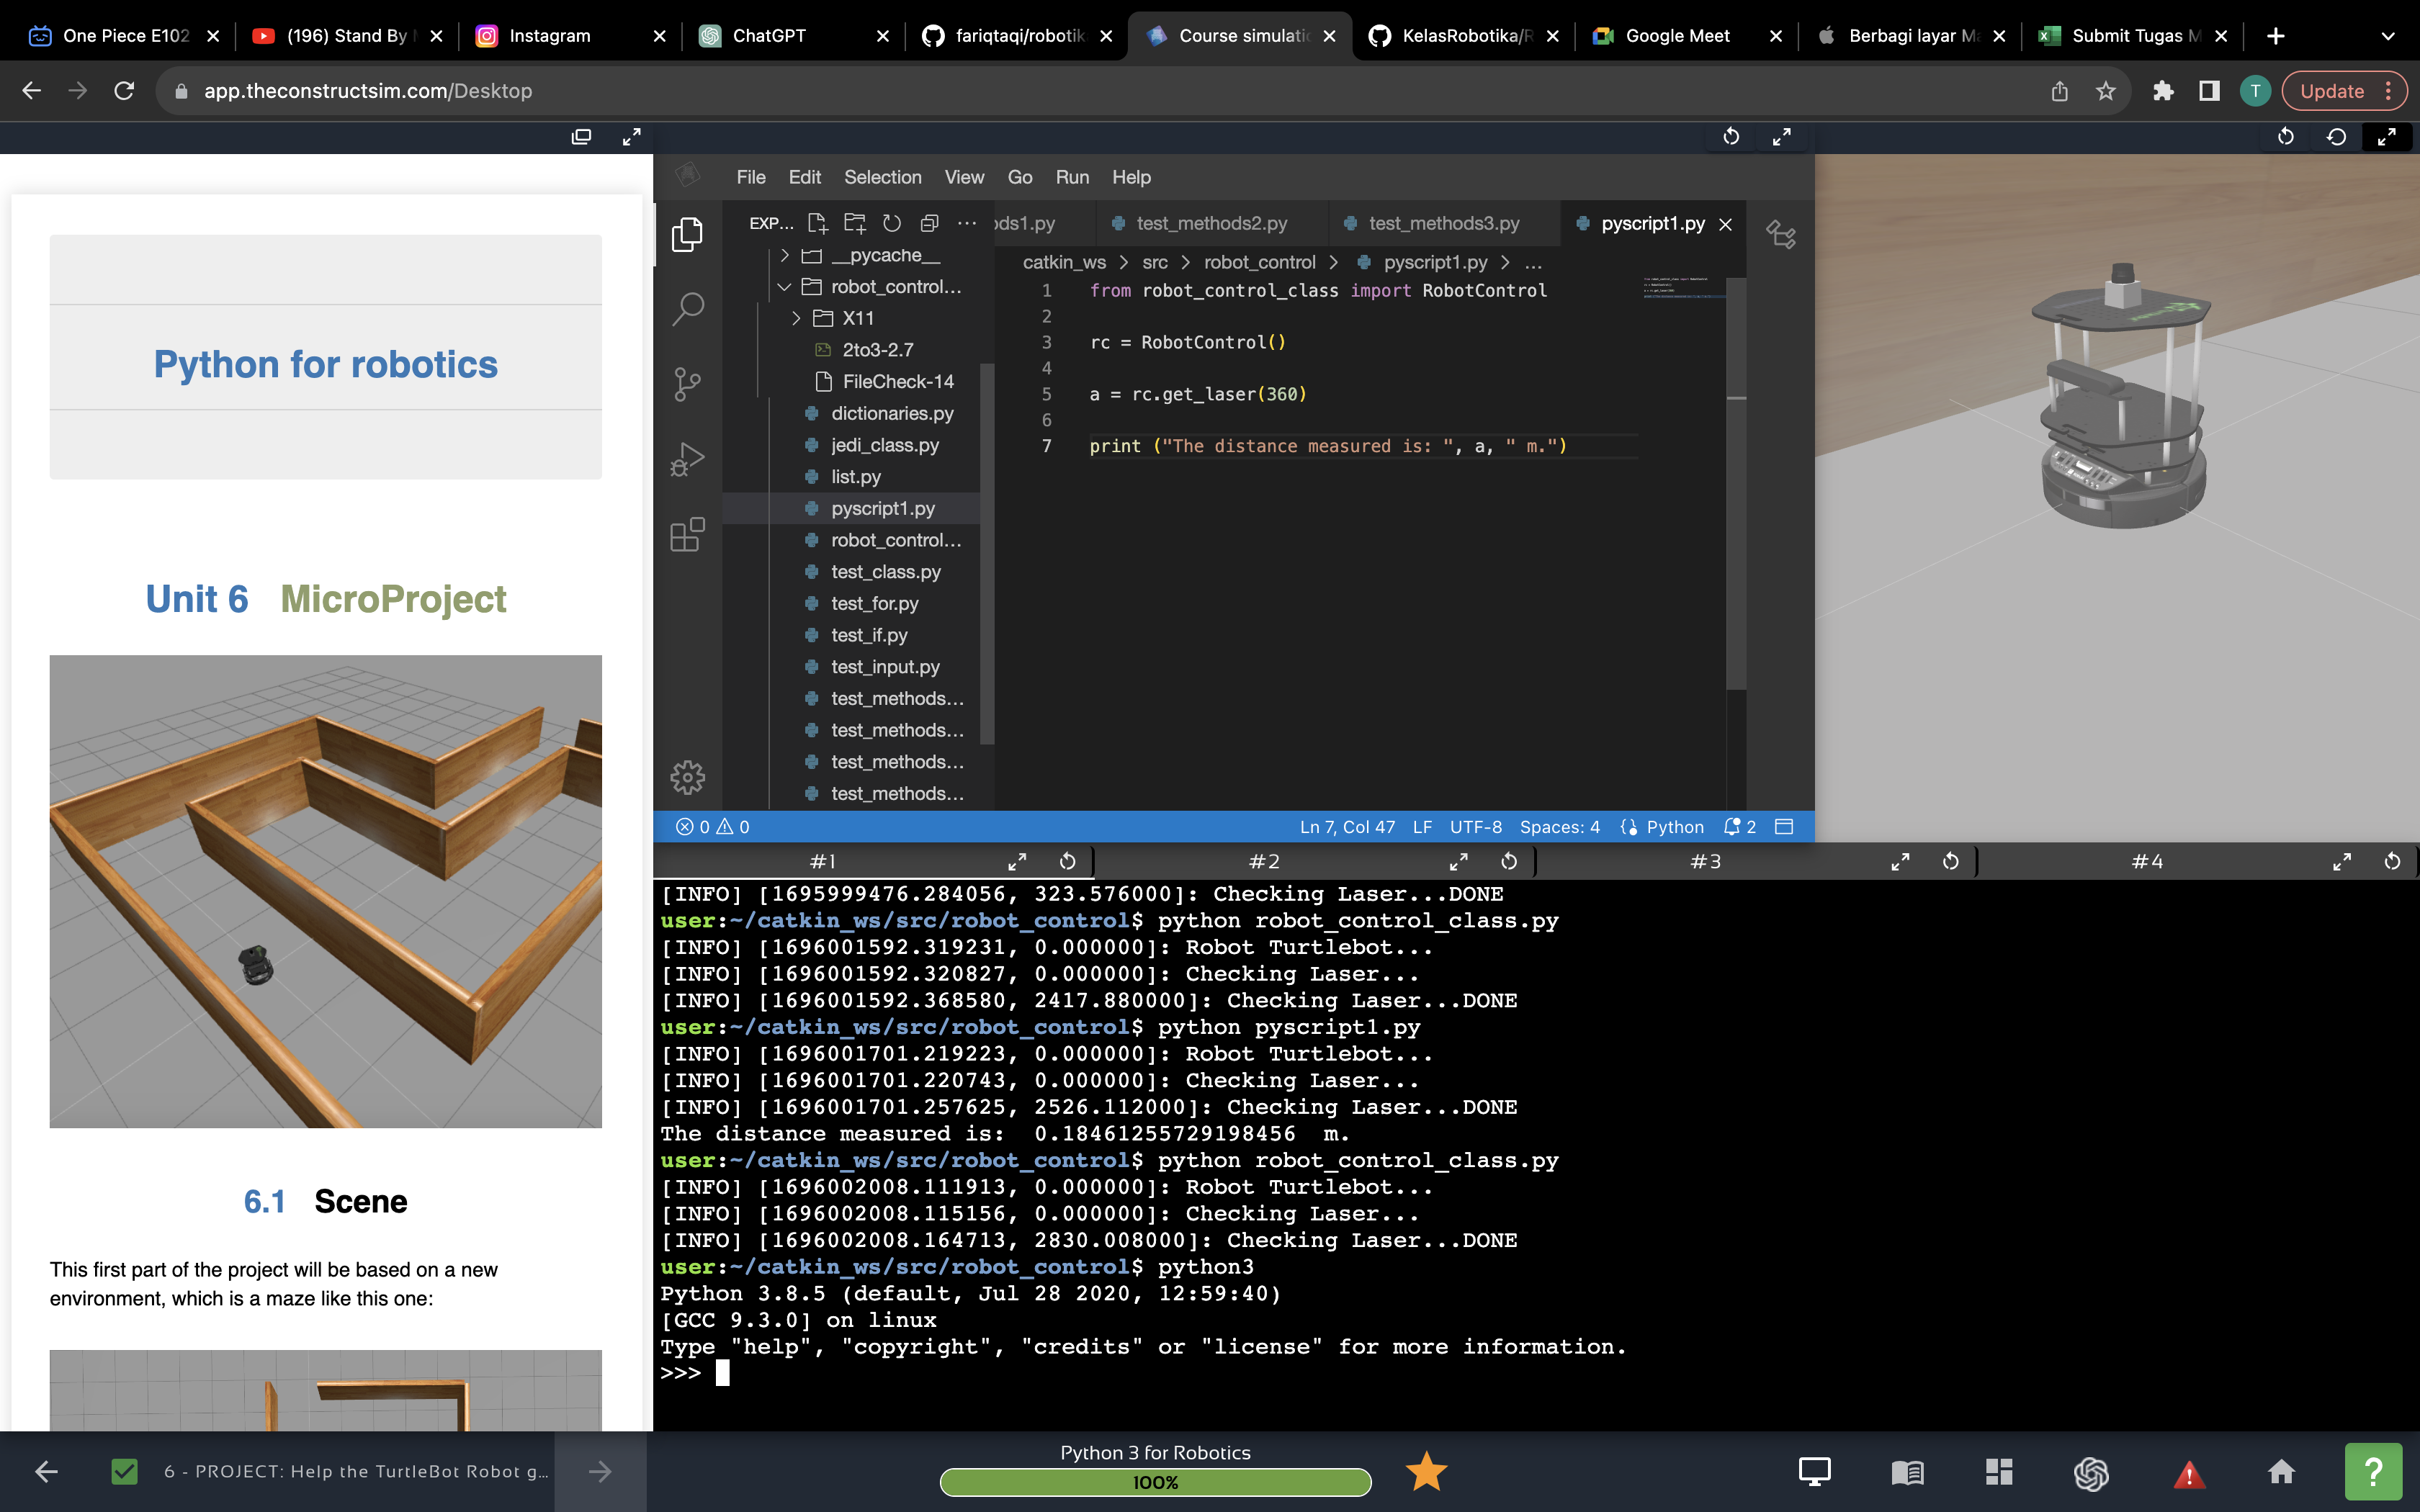 One Piece E102
(196) Stand By
Instagram
ChatGPT
fariqtaqi/robotik
Course simulati
KelasRobotika/R
Google Meet
Berbagi layar Ma
Submit Tugas M
app.theconstructsim.com/Desktop
T
Update
Python for robotics
Unit 6 MicroProject
6.1 Scene
This first part of the project will be based on a new
environment, which is a maze like this one:
File Edit Selection View Go Run Help
EXP...
ods1.py
test_methods2.py
test_methods3.py
pyscript1.py
__pycache__
robot_control...
X11
2to3-2.7
FileCheck-14
dictionaries.py
jedi_class.py
list.py
pyscript1.py
robot_control...
test_class.py
test_for.py
test_if.py
test_input.py
test_methods...
test_methods...
test_methods...
test_methods...
catkin_ws > src > robot_control > pyscript1.py > ...
1 from robot_control_class import RobotControl
2
3 rc = RobotControl()
4
5 a = rc.get_laser(360)
6
7 print ("The distance measured is: ", a, " m.")
0 0
Ln 7, Col 47 LF UTF-8 Spaces: 4 Python 2
#1 #2 #3 #4
[INFO] [1695999476.284056, 323.576000]: Checking Laser...DONE
user:~/catkin_ws/src/robot_control$ python robot_control_class.py
[INFO] [1696001592.319231, 0.000000]: Robot Turtlebot...
[INFO] [1696001592.320827, 0.000000]: Checking Laser...
[INFO] [1696001592.368580, 2417.880000]: Checking Laser...DONE
user:~/catkin_ws/src/robot_control$ python pyscript1.py
[INFO] [1696001701.219223, 0.000000]: Robot Turtlebot...
[INFO] [1696001701.220743, 0.000000]: Checking Laser...
[INFO] [1696001701.257625, 2526.112000]: Checking Laser...DONE
The distance measured is:  0.18461255729198456  m.
user:~/catkin_ws/src/robot_control$ python robot_control_class.py
[INFO] [1696002008.111913, 0.000000]: Robot Turtlebot...
[INFO] [1696002008.115156, 0.000000]: Checking Laser...
[INFO] [1696002008.164713, 2830.008000]: Checking Laser...DONE
user:~/catkin_ws/src/robot_control$ python3
Python 3.8.5 (default, Jul 28 2020, 12:59:40)
[GCC 9.3.0] on linux
Type "help", "copyright", "credits" or "license" for more information.
>>>
6 - PROJECT: Help the TurtleBot Robot g...
Python 3 for Robotics
100%
?